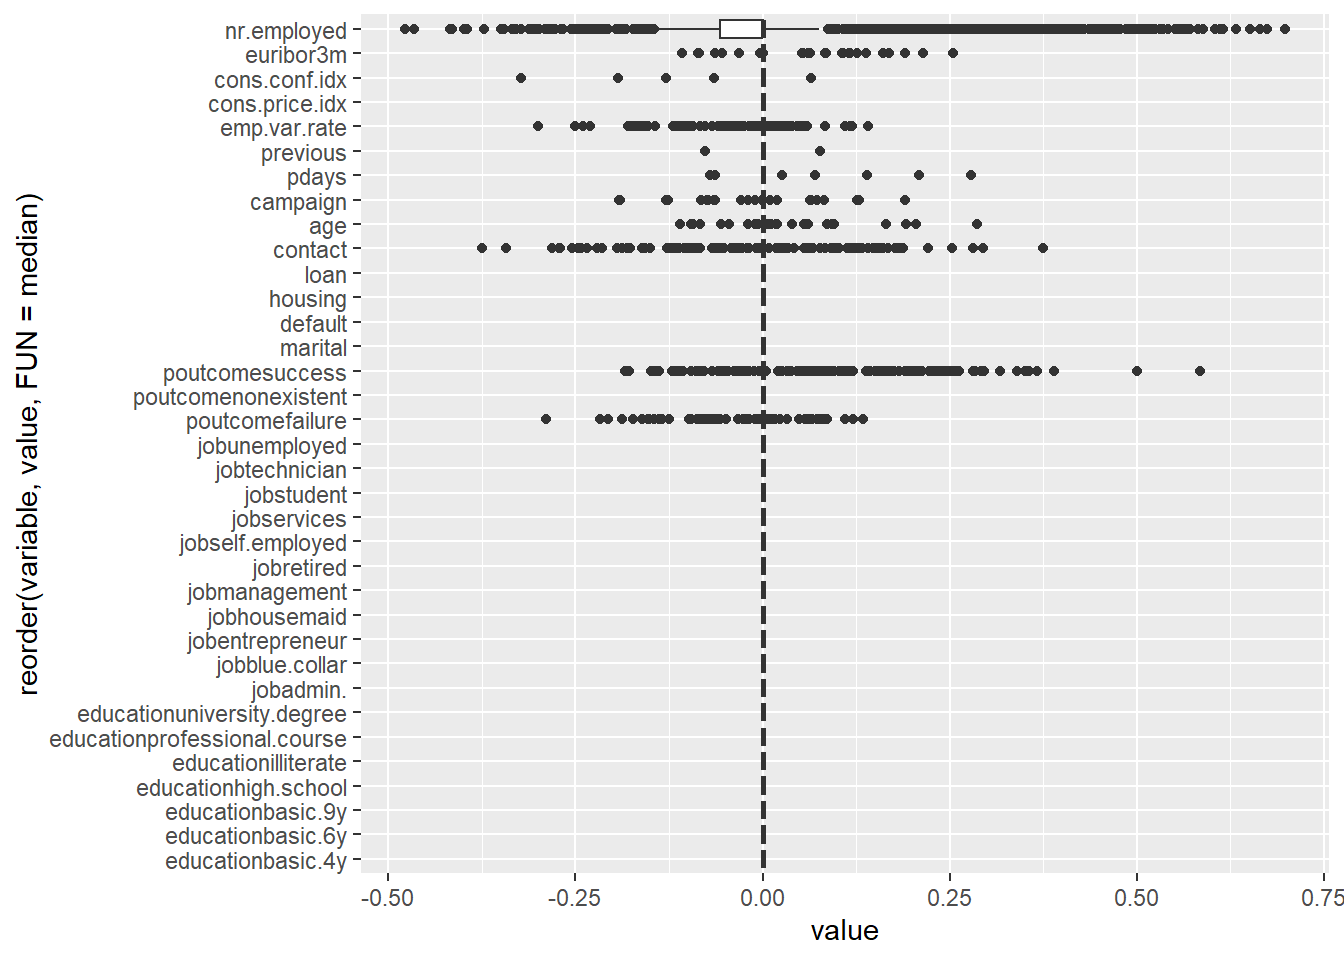 nr.employed
euribor3m
cons.conf.idx
cons.price.idx
emp.var.rate
previous
pdays
campaign
age
contact
loan
housing
default
marital
poutcomesuccess
poutcomenonexistent
poutcomefailure
jobunemployed
jobtechnician
jobstudent
jobservices
jobself.employed
jobretired
jobmanagement
jobhousemaid
jobentrepreneur
jobblue.collar
jobadmin.
educationuniversity.degree
educationprofessional.course
educationilliterate
educationhigh.school
educationbasic.9y
educationbasic.6y
educationbasic.4y
reorder(variable, value, FUN = median)
-0.50 -0.25 0.00 0.25 0.50 0.75
value